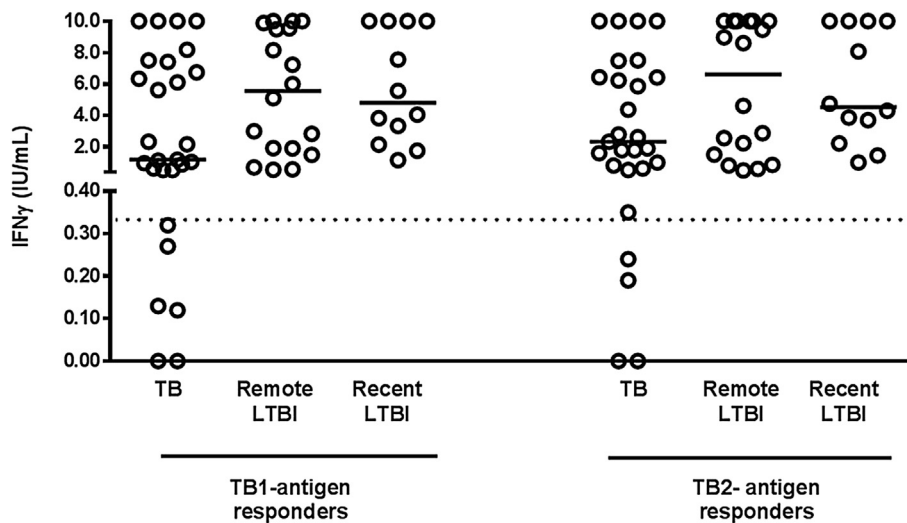 IFNγ (IU/mL)
10.0
8.0
6.0
4.0
2.0
0.40
0.30
0.20
0.10
0.00
TB
Remote
LTBI
Recent
LTBI
TB
Remote
LTBI
Recent
LTBI
TB1-antigen
responders
TB2- antigen
responders